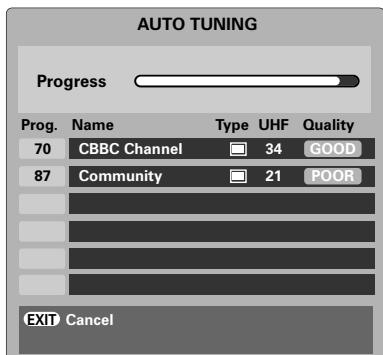 AUTO TUNING
Progress
Prog. Name Type UHF Quality
70 CBBC Channel 34 GOOD
87 Community 21 POOR
EXIT Cancel